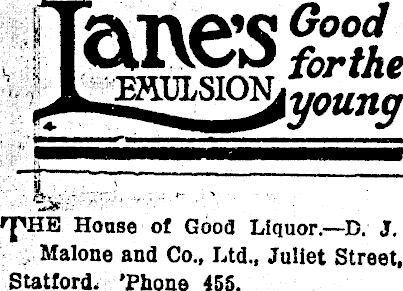 Lane's
EMULSION
Good
for the
young
THE House of Good Liquor.—D. J.
Malone and Co., Ltd., Juliet Street,
Statford. 'Phone 455.